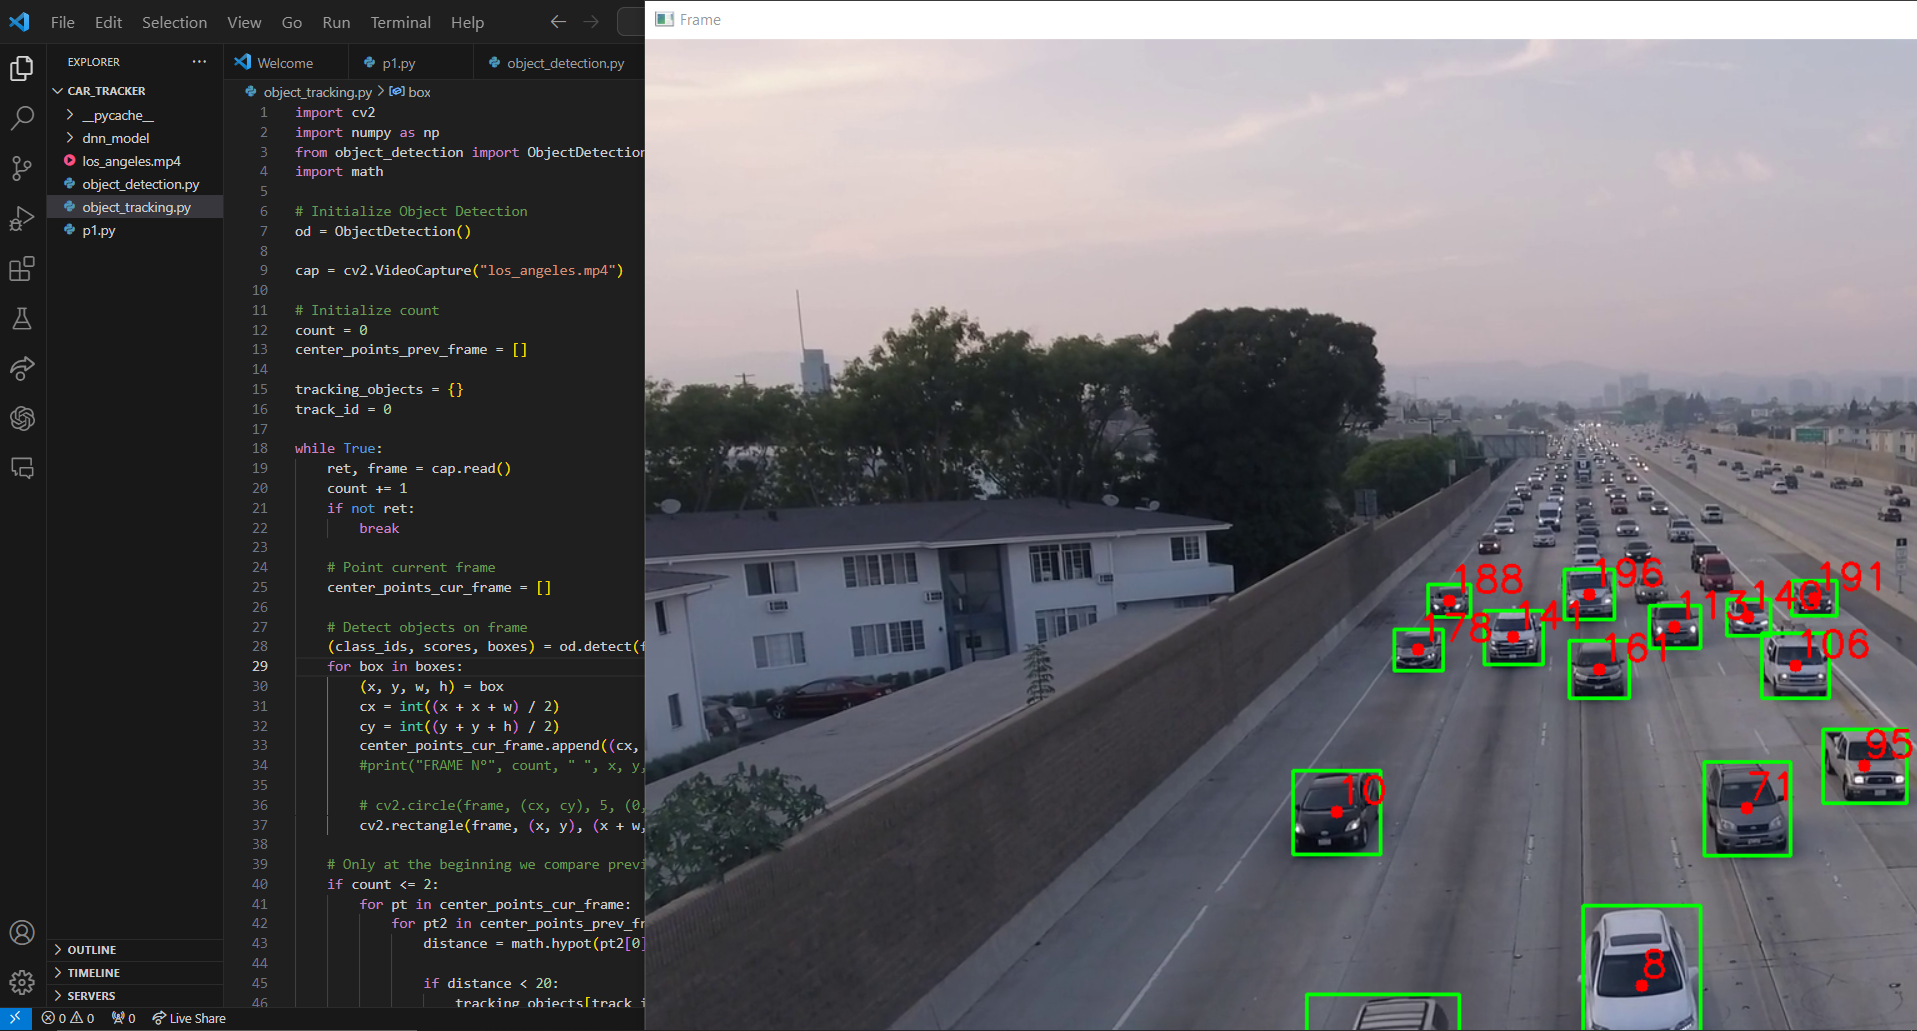 File Edit Selection View Go Run Terminal Help
Frame
EXPLORER
CAR_TRACKER
__pycache__
dnn_model
los_angeles.mp4
object_detection.py
object_tracking.py
p1.py
OUTLINE
TIMELINE
SERVERS
Welcome p1.py object_detection.py
object_tracking.py > box
1 import cv2
2 import numpy as np
3 from object_detection import ObjectDetection
4 import math
5
6 # Initialize Object Detection
7 od = ObjectDetection()
8
9 cap = cv2.VideoCapture("los_angeles.mp4")
10
11 # Initialize count
12 count = 0
13 center_points_prev_frame = []
14
15 tracking_objects = {}
16 track_id = 0
17
18 while True:
19 ret, frame = cap.read()
20 count += 1
21 if not ret:
22 break
23
24 # Point current frame
25 center_points_cur_frame = []
26
27 # Detect objects on frame
28 (class_ids, scores, boxes) = od.detect(f
29 for box in boxes:
30 (x, y, w, h) = box
31 cx = int((x + x + w) / 2)
32 cy = int((y + y + h) / 2)
33 center_points_cur_frame.append((cx,
34 #print("FRAME N°", count, " ", x, y,
35
36 # cv2.circle(frame, (cx, cy), 5, (0,
37 cv2.rectangle(frame, (x, y), (x + w,
38
39 # Only at the beginning we compare previ
40 if count <= 2:
41 for pt in center_points_cur_frame:
42 for pt2 in center_points_prev_fr
43 distance = math.hypot(pt2[0]
44
45 if distance < 20:
46 tracking_objects[track_i
188
196
191
178
141
113
140
161
106
95
10
71
8
0 0 0 Live Share